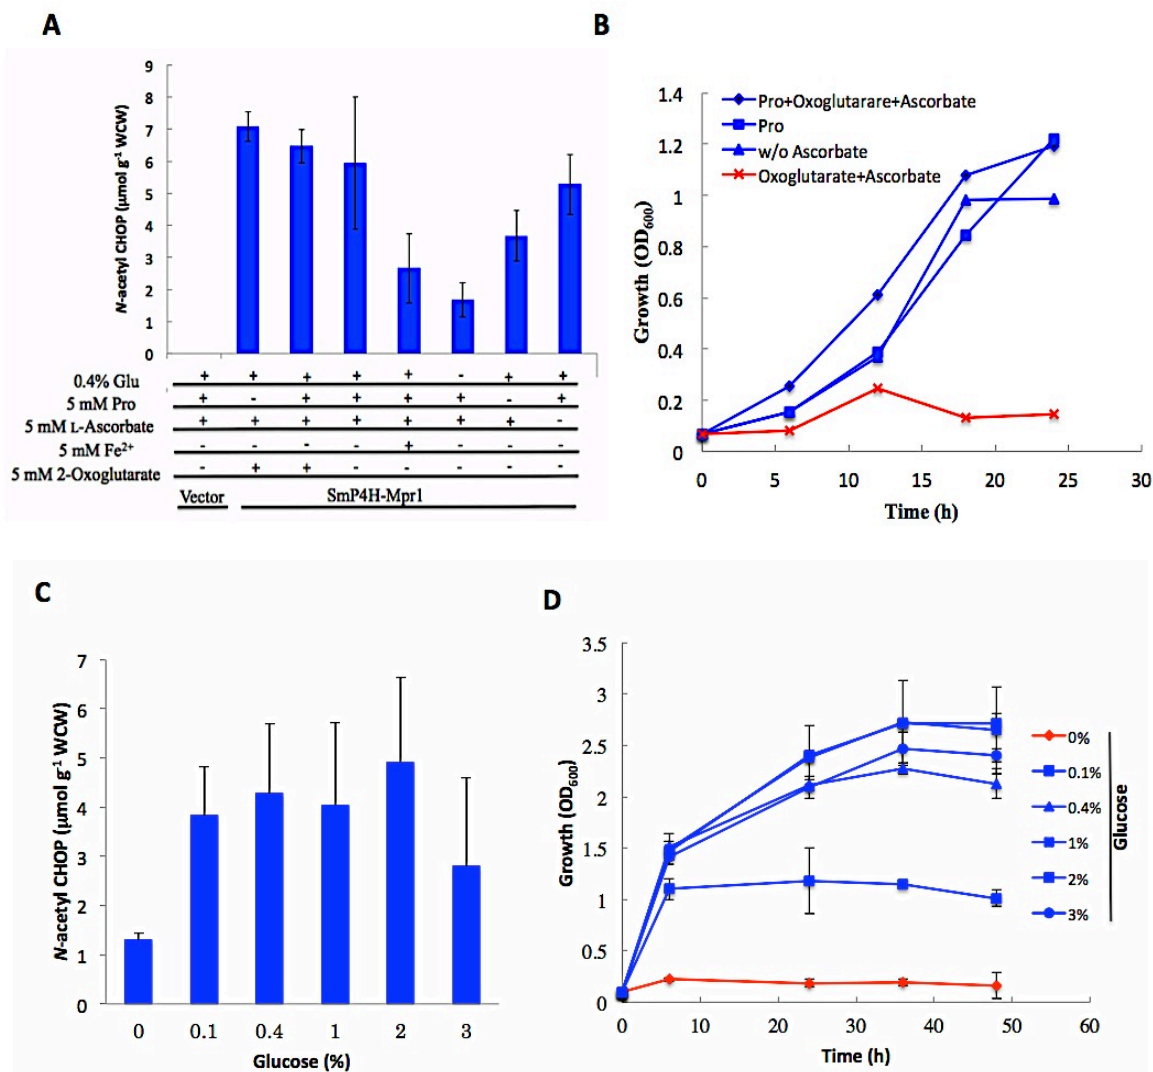 A
9
8
7
6
5
4
3
2
1
0
N-acetyl CHOP (μmol g-1 WCW)
0.4% Glu + + + + + - + +
5 mM Pro + - + + + + - +
5 mM L-Ascorbate + + + + + + + -
5 mM Fe2+ - - - - + - - -
5 mM 2-Oxoglutarate - + + - - - - -
Vector SmP4H-Mpr1
B
1.4
1.2
1
0.8
0.6
0.4
0.2
0
Growth (OD600)
Pro+Oxoglutarare+Ascorbate
Pro
w/o Ascorbate
Oxoglutarate+Ascorbate
0 5 10 15 20 25 30
Time (h)
C
7
6
5
4
3
2
1
0
N-acetyl CHOP (μmol g-1 WCW)
0 0.1 0.4 1 2 3
Glucose (%)
D
3.5
3
2.5
2
1.5
1
0.5
0
Growth (OD600)
0 10 20 30 40 50 60
Time (h)
0%
0.1%
0.4%
1%
2%
3%
Glucose